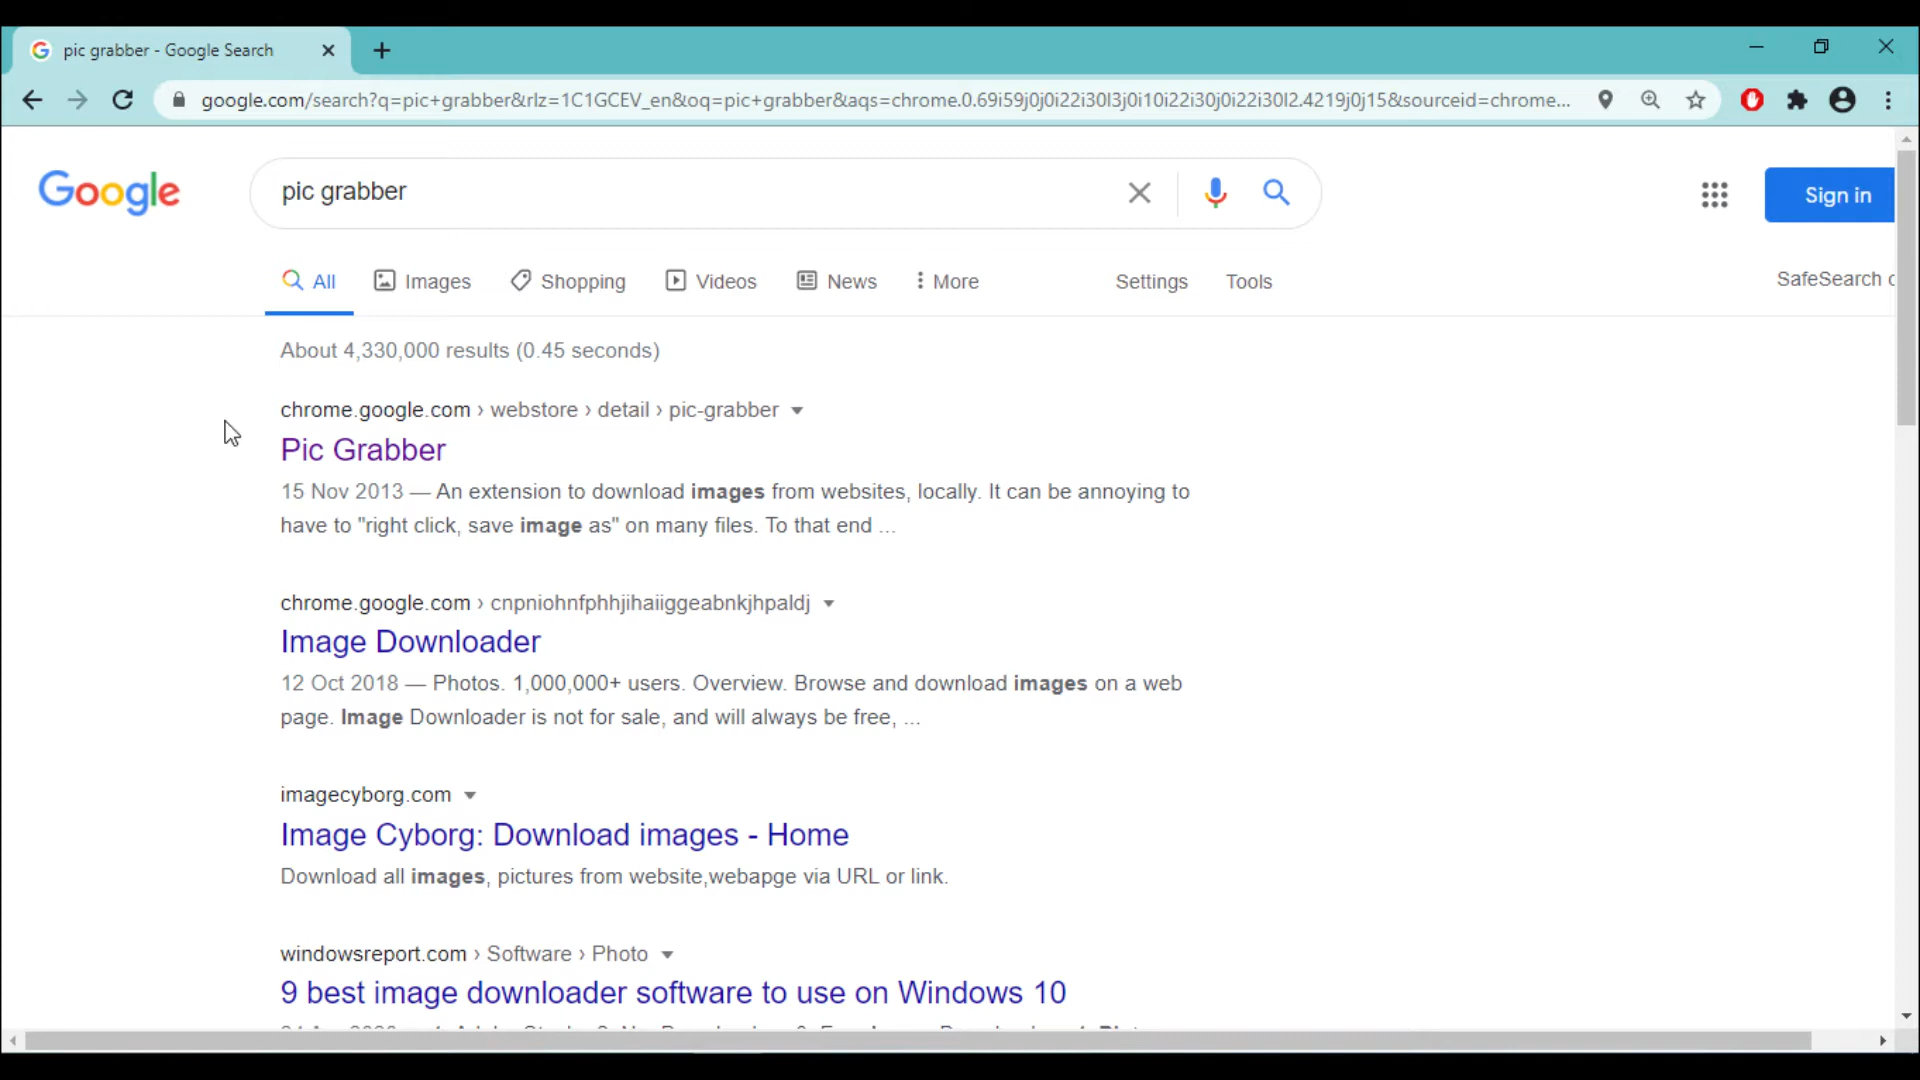 pic grabber - Google Search
google.com/search?q=pic+grabber&rlz=1C1GCEV_en&oq=pic+grabber&aqs=chrome.0.69i59j0j0i22i30l3j0i10i22i30j0i22i30l2.4219j0j15&sourceid=chrome...
Google
pic grabber
Sign in
All Images Shopping Videos News More Settings Tools
SafeSearch
About 4,330,000 results (0.45 seconds)
chrome.google.com › webstore › detail › pic-grabber
Pic Grabber
15 Nov 2013 — An extension to download images from websites, locally. It can be annoying to
have to "right click, save image as" on many files. To that end ...
chrome.google.com › cnpniohnfphhjihaiiggeabnkjhpaldj
Image Downloader
12 Oct 2018 — Photos. 1,000,000+ users. Overview. Browse and download images on a web
page. Image Downloader is not for sale, and will always be free, ...
imagecyborg.com
Image Cyborg: Download images - Home
Download all images, pictures from website,webapge via URL or link.
windowsreport.com › Software › Photo
9 best image downloader software to use on Windows 10